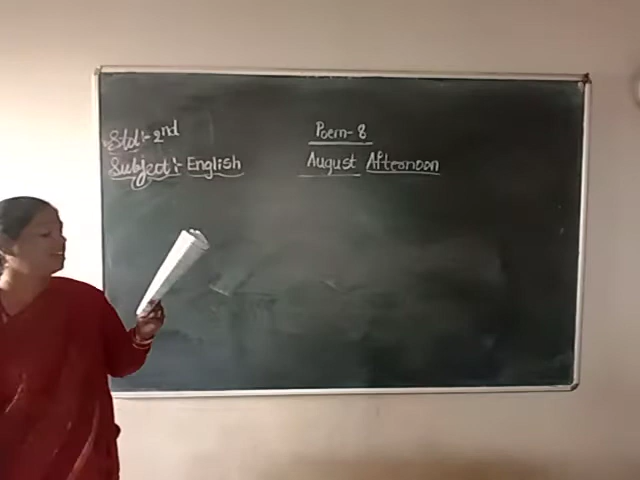 Std:- 2nd
Subject:- English
Poem- 8
August Afternoon